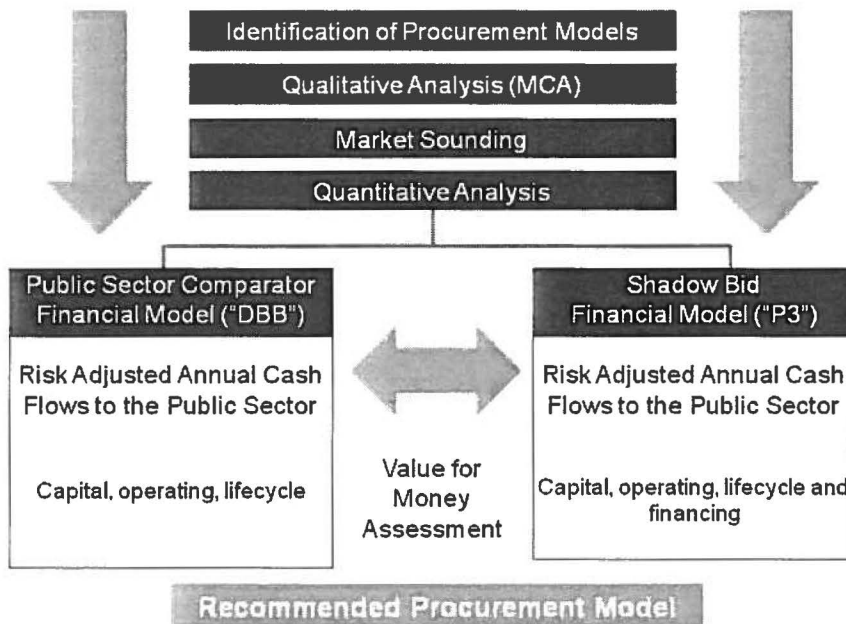 Identification of Procurement Models
Qualitative Analysis (MCA)
Market Sounding
Quantitative Analysis
Public Sector Comparator
Financial Model ("DBB")
Risk Adjusted Annual Cash
Flows to the Public Sector
Capital, operating, lifecycle
Value for
Money
Assessment
Shadow Bid
Financial Model ("P3")
Risk Adjusted Annual Cash
Flows to the Public Sector
Capital, operating, lifecycle and
financing
Recommended Procurement Model